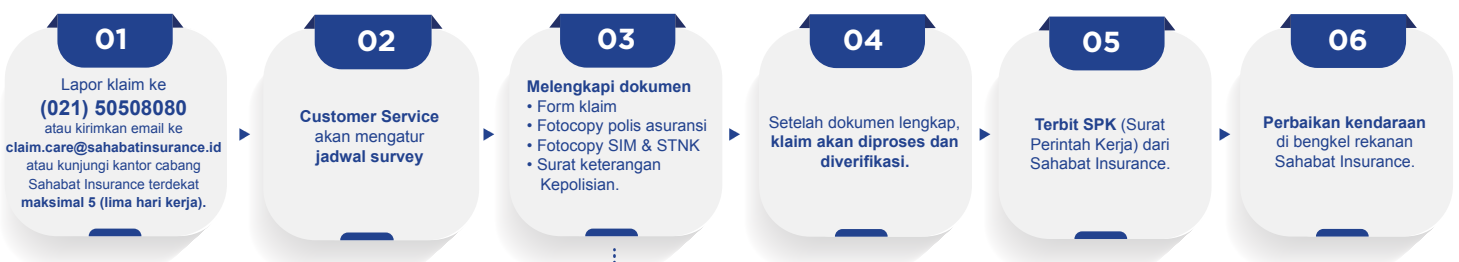 01
Lapor klaim ke
(021) 50508080
atau kirimkan email ke
claim.care@sahabatinsurance.id
atau kunjungi kantor cabang
Sahabat Insurance terdekat
maksimal 5 (lima hari kerja).
02
Customer Service
akan mengatur
jadwal survey
03
Melengkapi dokumen
• Form klaim
• Fotocopy polis asuransi
• Fotocopy SIM & STNK
• Surat keterangan
Kepolisian.
04
Setelah dokumen lengkap,
klaim akan diproses dan
diverifikasi.
05
Terbit SPK (Surat
Perintah Kerja) dari
Sahabat Insurance.
06
Perbaikan kendaraan
di bengkel rekanan
Sahabat Insurance.